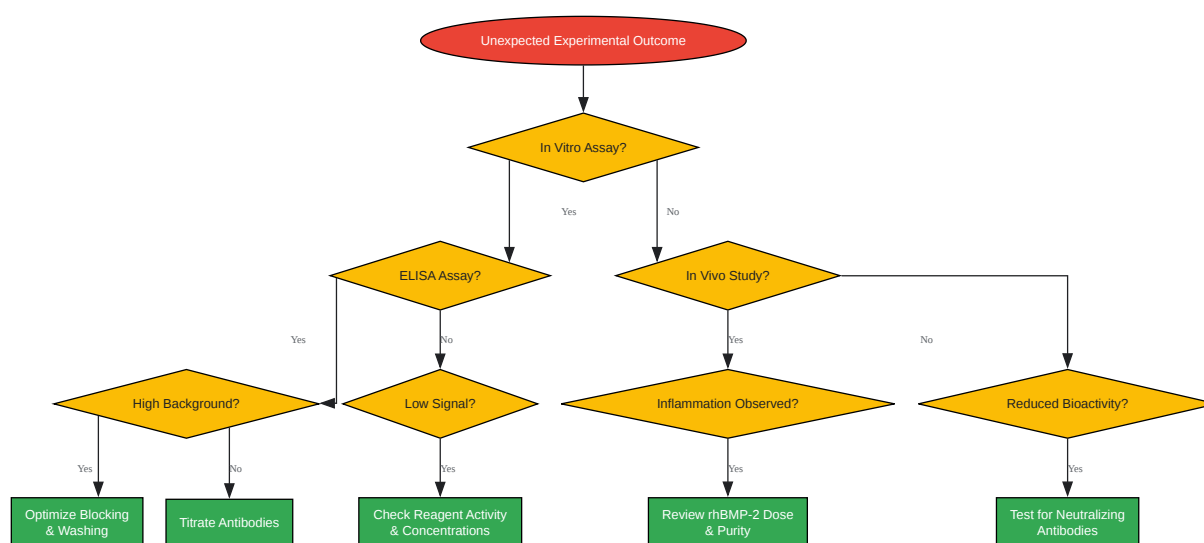 Unexpected Experimental Outcome
In Vitro Assay?
Yes
No
ELISA Assay?
In Vivo Study?
Yes
No
Yes
No
High Background?
Low Signal?
Inflammation Observed?
Reduced Bioactivity?
Yes
No
Yes
Yes
Yes
Optimize Blocking
& Washing
Titrate Antibodies
Check Reagent Activity
& Concentrations
Review rhBMP-2 Dose
& Purity
Test for Neutralizing
Antibodies